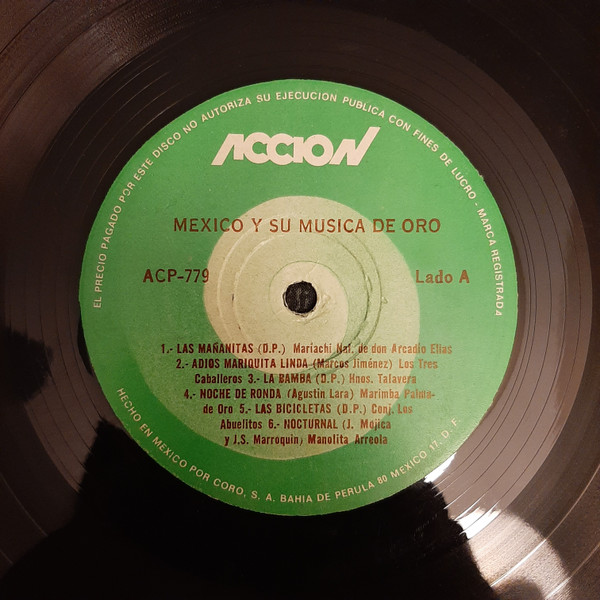 EL PRECIO PAGADO POR ESTE DISCO NO AUTORIZA SU EJECUCION PUBLICA CON FINES DE LUCRO - MARCA REGISTRADA
ACCION
MEXICO Y SU MUSICA DE ORO
ACP-779 Lado A
1.- LAS MAÑANITAS (D.P.) Mariachi Nal. de don Arcadio Elias
2.- ADIOS MARIQUITA LINDA (Marcos Jiménez) Los Tres
Caballeros 3.- LA BAMBA (D.P.) Hnos. Talavera
4.- NOCHE DE RONDA (Agustin Lara) Marimba Palma-
de Oro 5.- LAS BICICLETAS (D.P.) Conj. Los
Abuelitos 6.- NOCTURNAL (J. Mojica
y J.S. Marroquin) Manolita Arreola
HECHO EN MEXICO POR CORO, S. A. BAHIA DE PERULA 80 MEXICO 17, D. F.